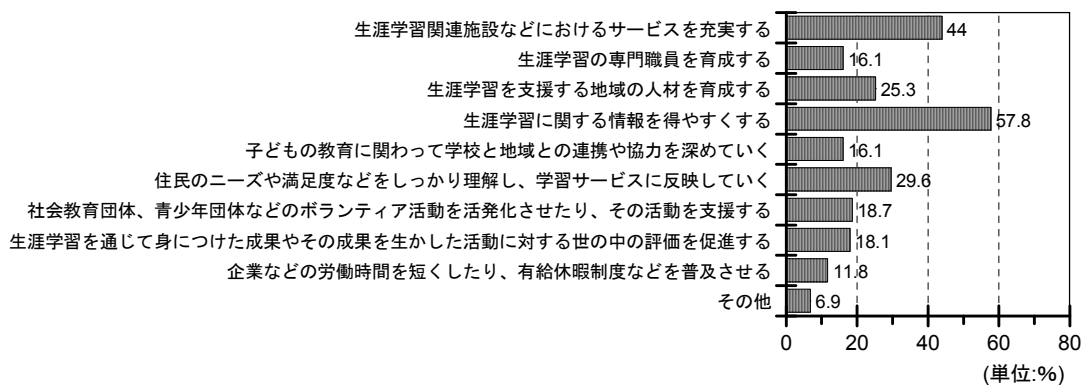 生涯学習関連施設などにおけるサービスを充実する 44
生涯学習の専門職員を育成する 16.1
生涯学習を支援する地域の人材を育成する 25.3
生涯学習に関する情報を得やすくする 57.8
子どもの教育に関わって学校と地域との連携や協力を深めていく 16.1
住民のニーズや満足度などをしっかり理解し、学習サービスに反映していく 29.6
社会教育団体、青少年団体などのボランティア活動を活発化させたり、その活動を支援する 18.7
生涯学習を通じて身につけた成果やその成果を生かした活動に対する世の中の評価を促進する 18.1
企業などの労働時間を短くしたり、有給休暇制度などを普及させる 11.8
その他 6.9
0 20 40 60 80
(単位:%)